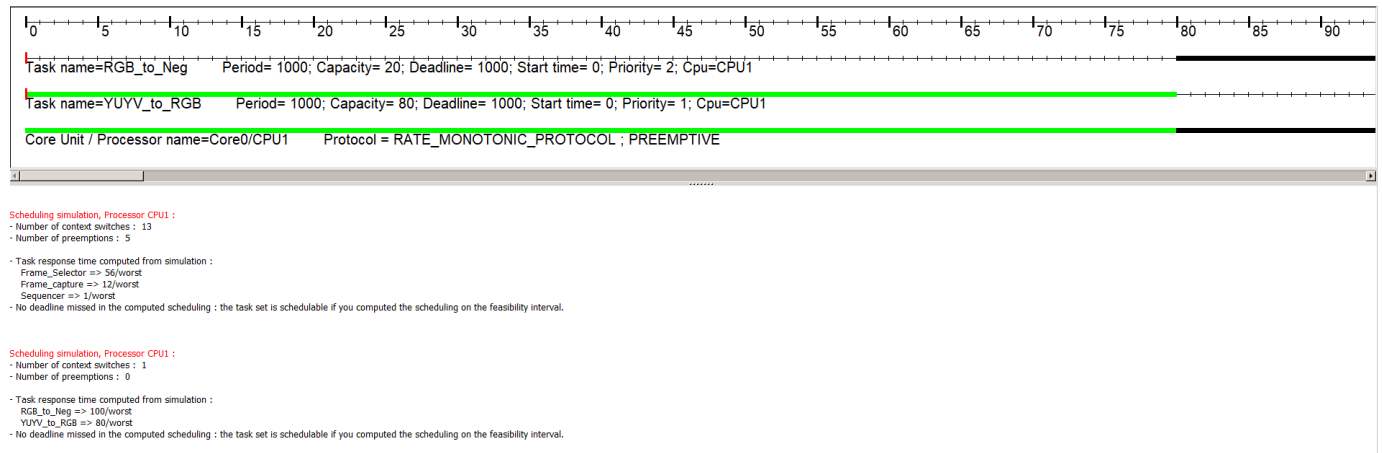 0 5 10 15 20 25 30 35 40 45 50 55 60 65 70 75 80 85 90
Task name=RGB_to_Neg Period= 1000; Capacity= 20; Deadline= 1000; Start time= 0; Priority= 2; Cpu=CPU1
Task name=YUYV_to_RGB Period= 1000; Capacity= 80; Deadline= 1000; Start time= 0; Priority= 1; Cpu=CPU1
Core Unit / Processor name=Core0/CPU1 Protocol = RATE_MONOTONIC_PROTOCOL ; PREEMPTIVE
Scheduling simulation, Processor CPU1 :
- Number of context switches : 13
- Number of preemptions : 5
- Task response time computed from simulation :
Frame_Selector => 56/worst
Frame_capture => 12/worst
Sequencer => 1/worst
- No deadline missed in the computed scheduling : the task set is schedulable if you computed the scheduling on the feasibility interval.
Scheduling simulation, Processor CPU1 :
- Number of context switches : 1
- Number of preemptions : 0
- Task response time computed from simulation :
RGB_to_Neg => 100/worst
YUYV_to_RGB => 80/worst
- No deadline missed in the computed scheduling : the task set is schedulable if you computed the scheduling on the feasibility interval.